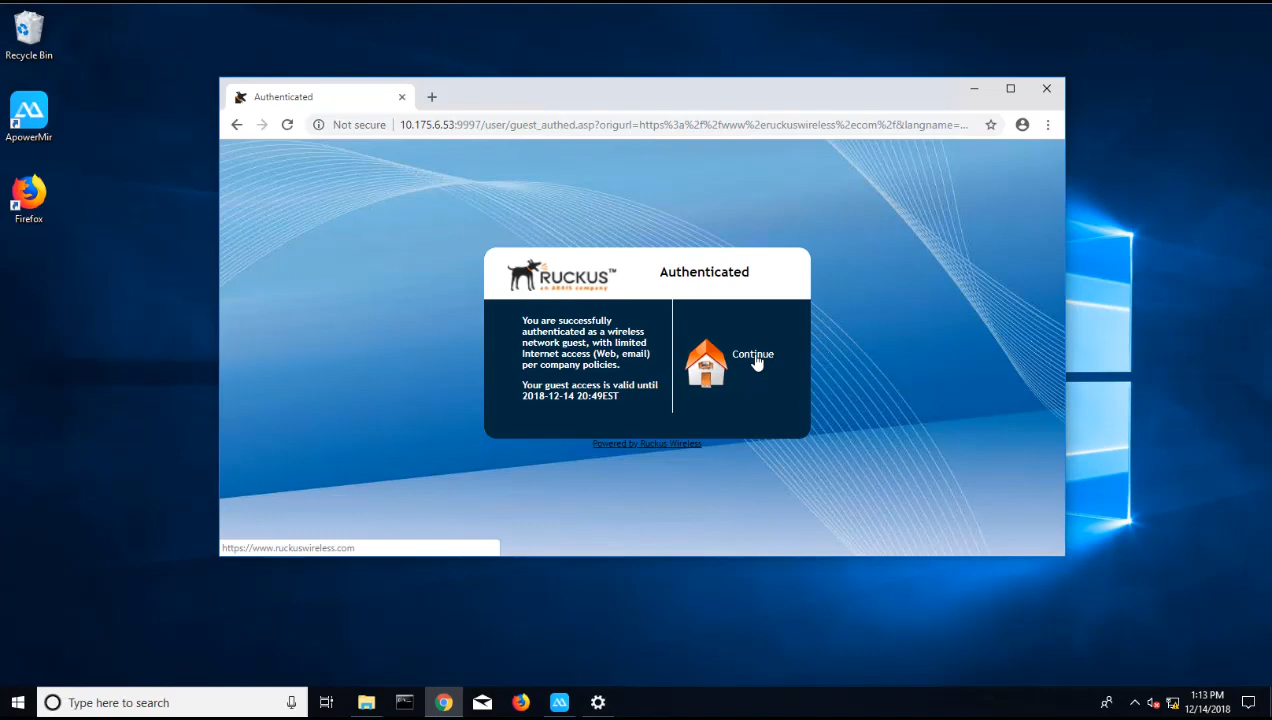 Recycle Bin
ApowerMir
Firefox
Authenticated
Not secure
10.175.6.53:9997/user/guest_authed.asp?origurl=https%3a%2f%2fwww%2eruckuswireless%2ecom%2f&langname=...
RUCKUS™
an ARRIS company
Authenticated
You are successfully
authenticated as a wireless
network guest, with limited
Internet access (Web, email)
per company policies.
Your guest access is valid until
2018-12-14 20:49EST
Continue
Powered by Ruckus Wireless
https://www.ruckuswireless.com
Type here to search
1:13 PM
12/14/2018